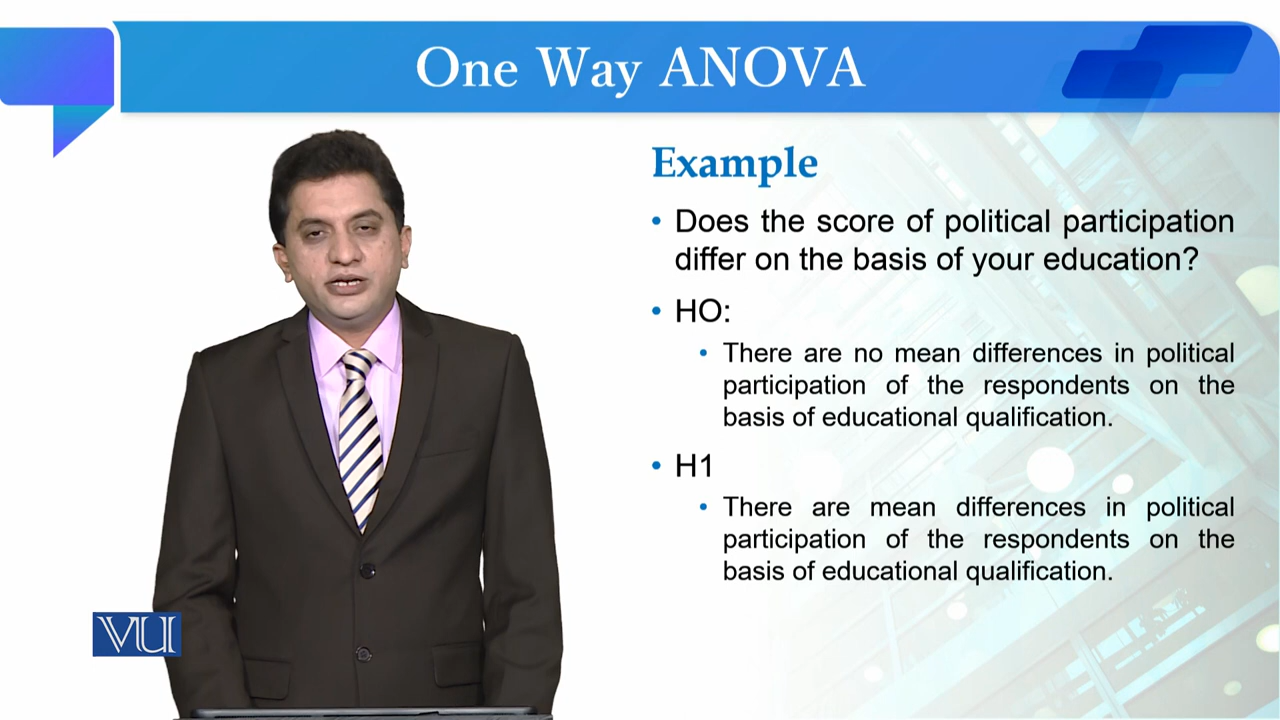 One Way ANOVA
Example
• Does the score of political participation
differ on the basis of your education?
• HO:
• There are no mean differences in political
participation of the respondents on the
basis of educational qualification.
• H1
• There are mean differences in political
participation of the respondents on the
basis of educational qualification.
VU